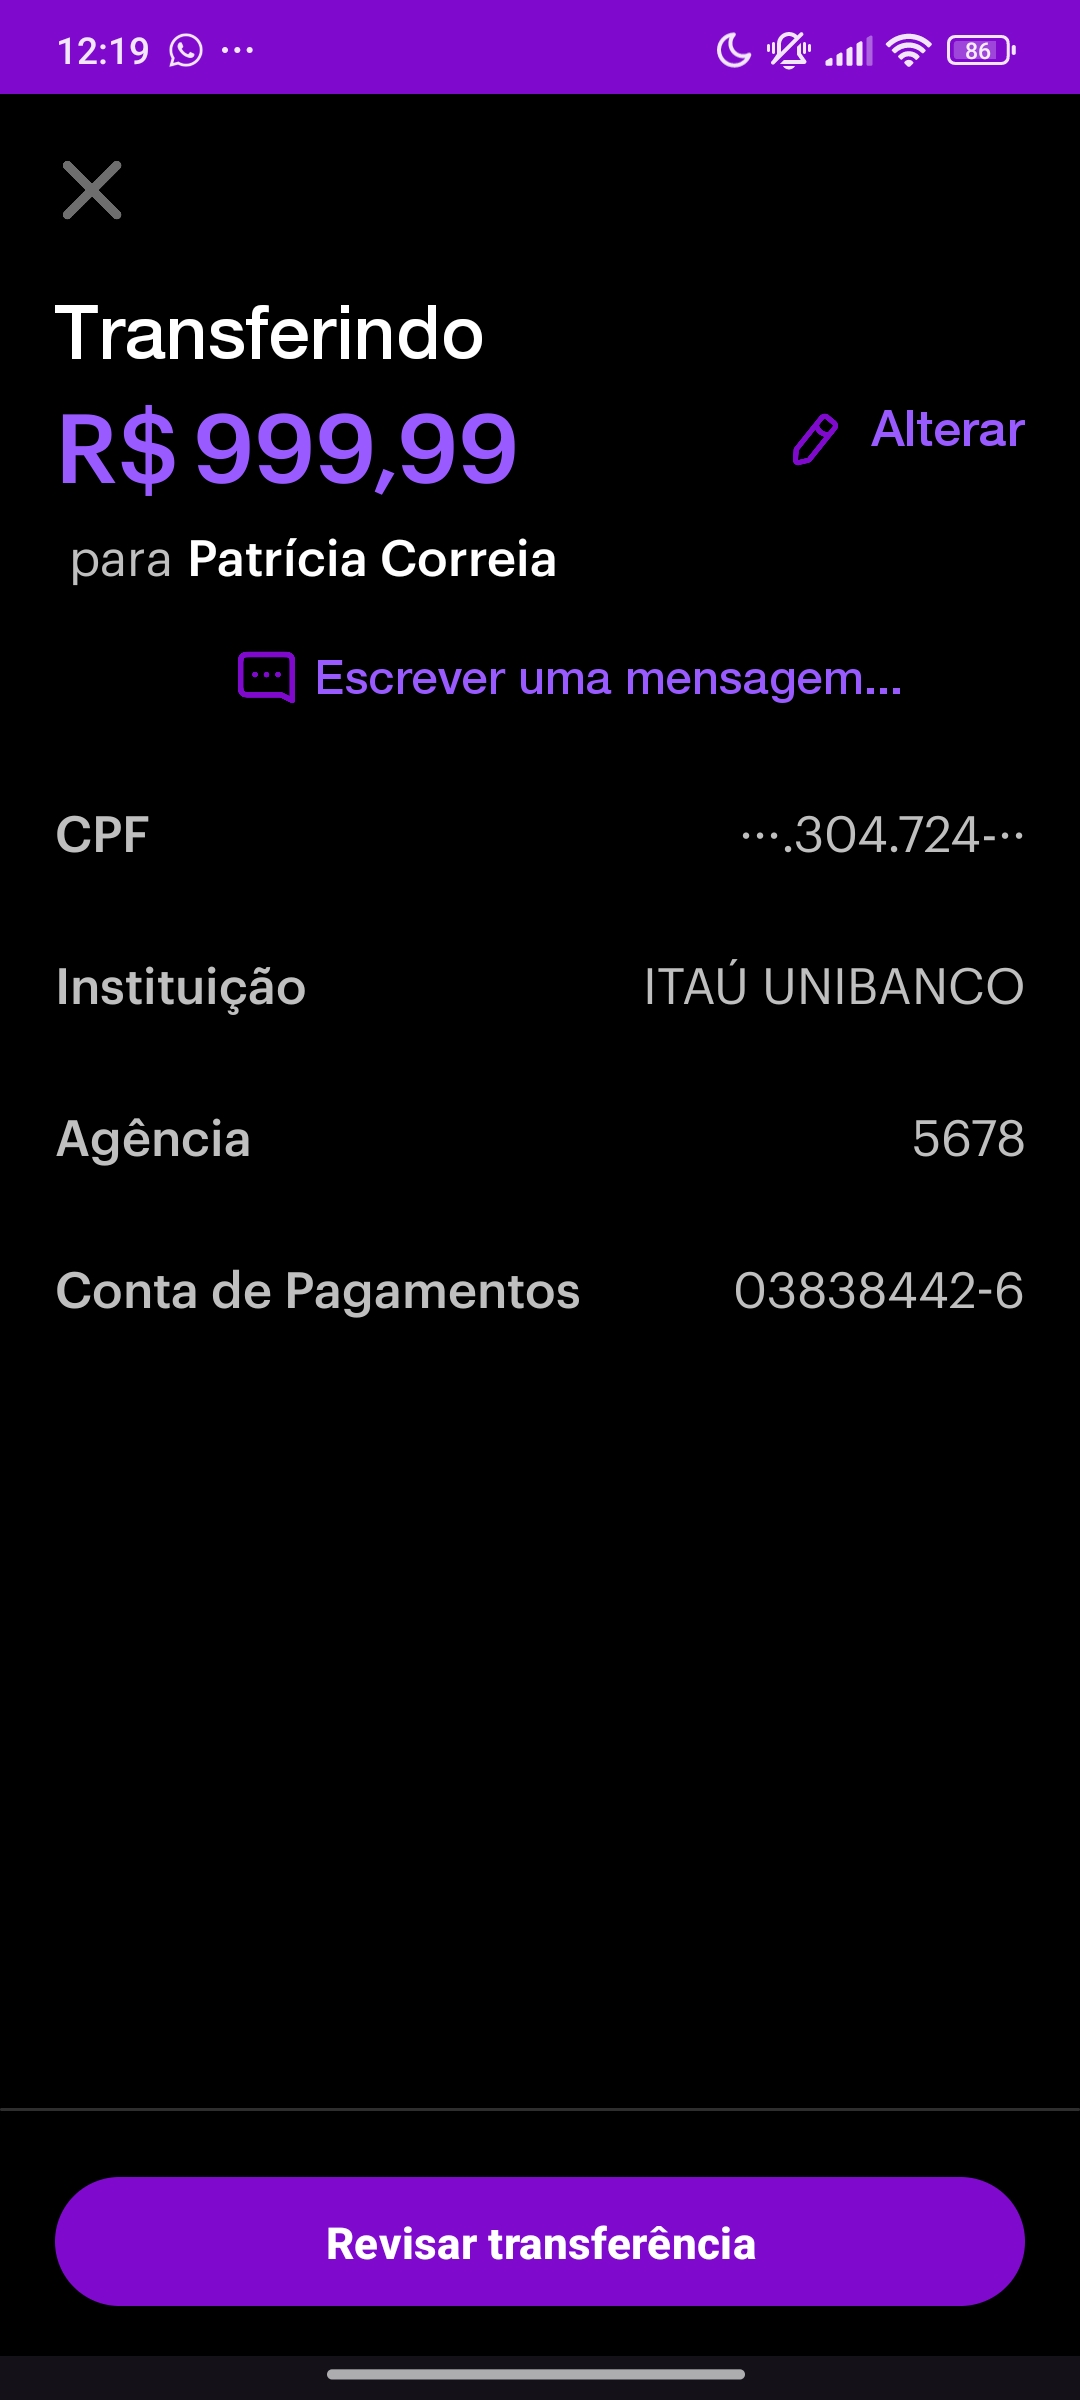 12:19 86
Transferindo
R$ 999,99
Alterar
para Patrícia Correia
Escrever uma mensagem...
CPF ···.304.724-··
Instituição ITAÚ UNIBANCO
Agência 5678
Conta de Pagamentos 03838442-6
Revisar transferência